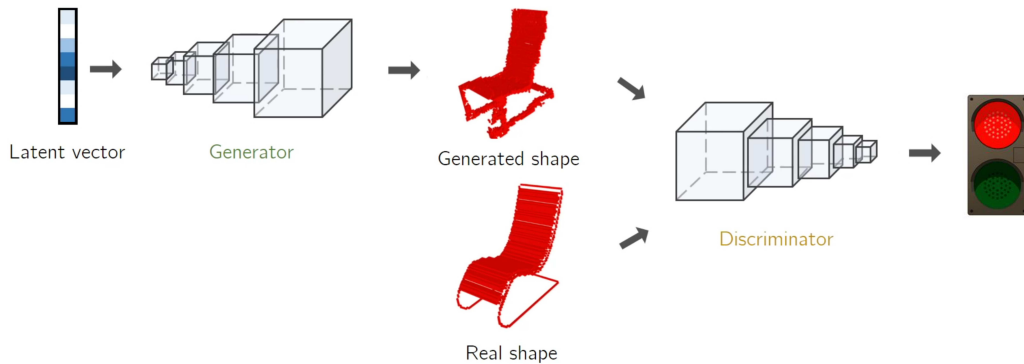 Latent vector
Generator
Generated shape
Discriminator
Real shape